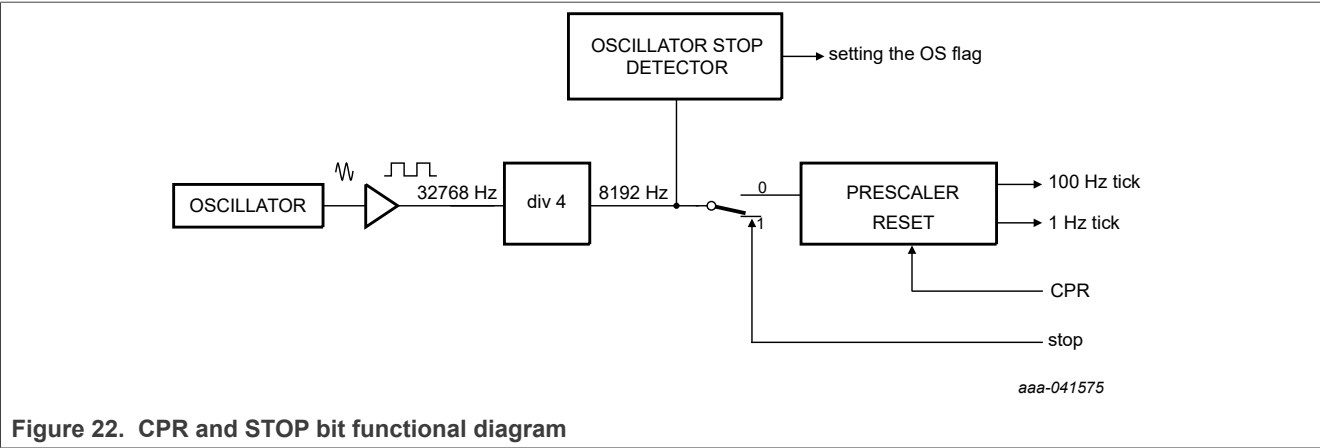 OSCILLATOR STOP
DETECTOR
setting the OS flag
OSCILLATOR
32768 Hz
div 4
8192 Hz
0
1
PRESCALER
RESET
100 Hz tick
1 Hz tick
CPR
stop
aaa-041575
Figure 22. CPR and STOP bit functional diagram